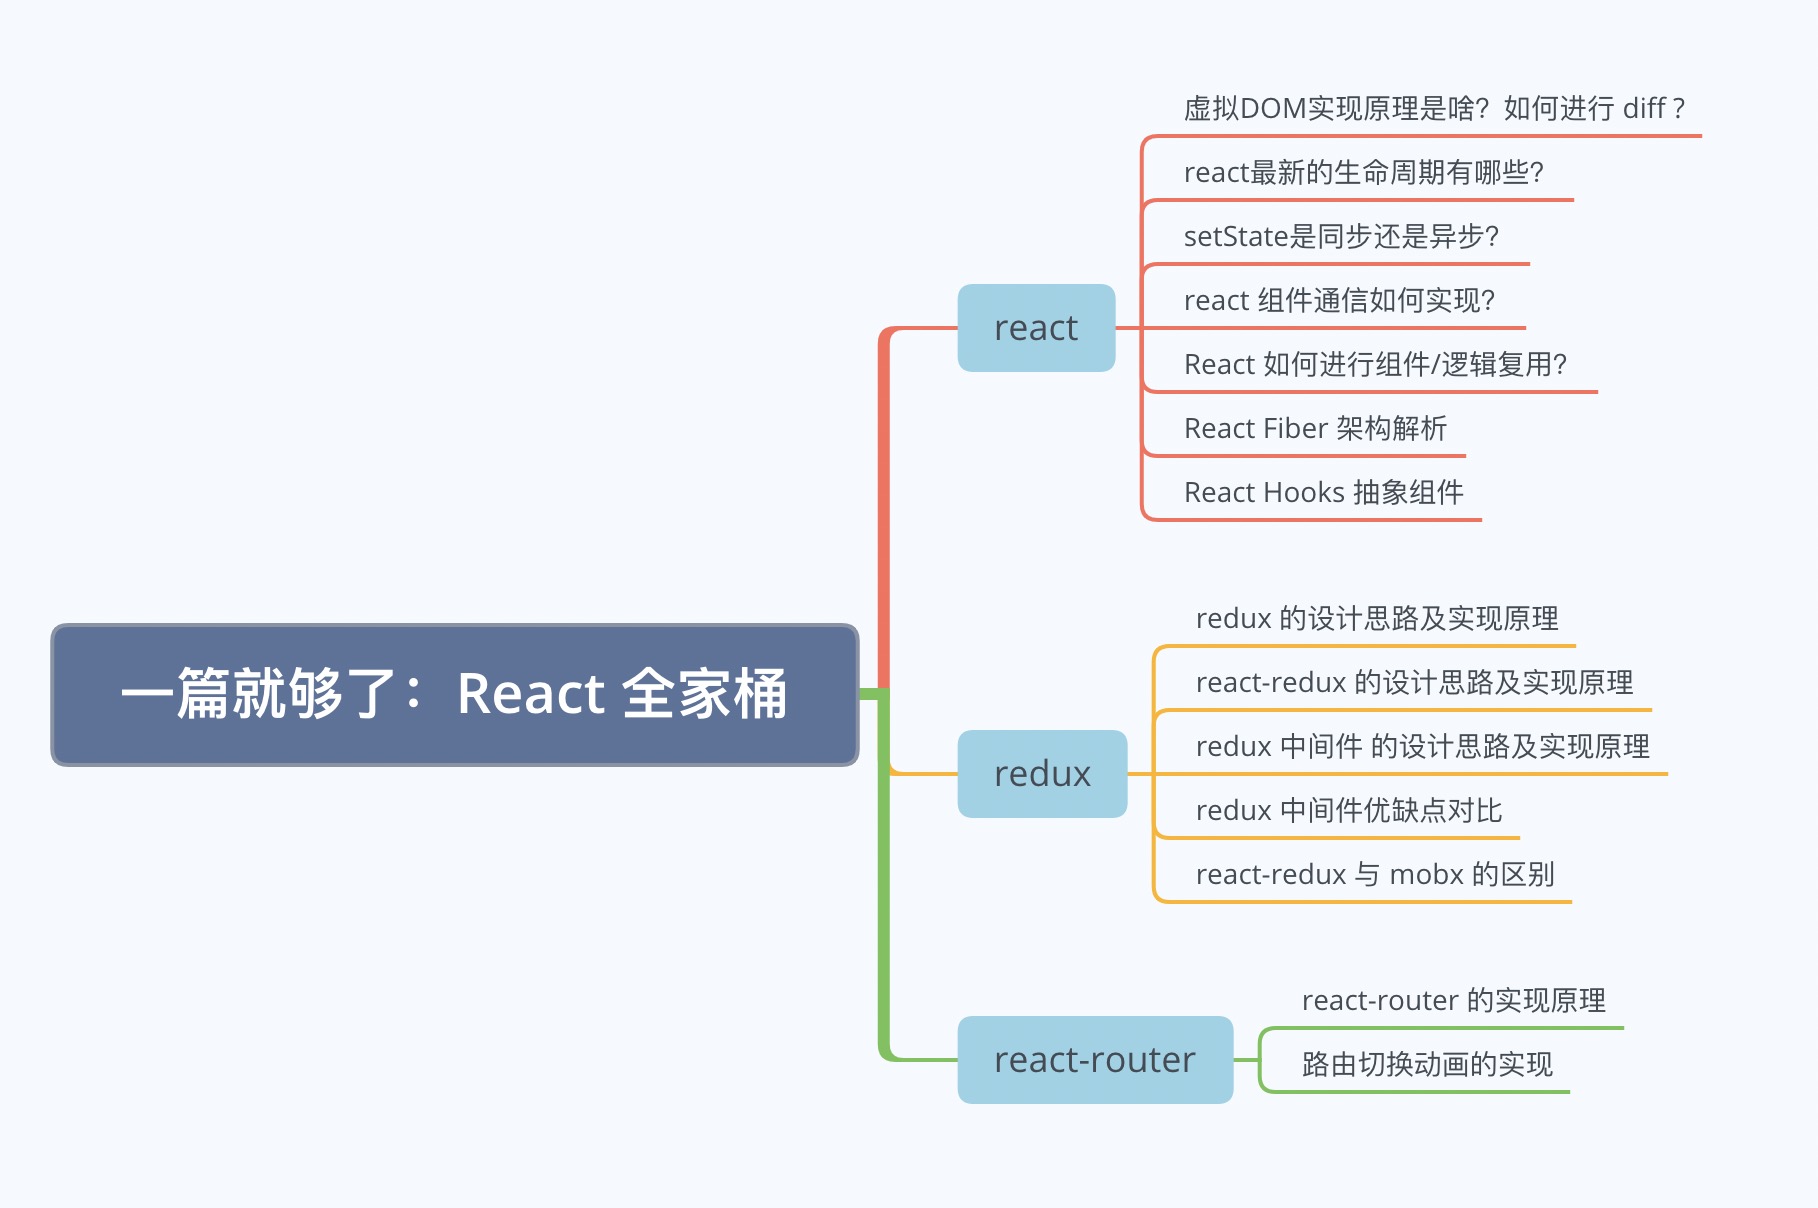 一篇就够了：React 全家桶
react
虚拟DOM实现原理是啥？如何进行 diff ?
react最新的生命周期有哪些？
setState是同步还是异步？
react 组件通信如何实现？
React 如何进行组件/逻辑复用？
React Fiber 架构解析
React Hooks 抽象组件
redux
redux 的设计思路及实现原理
react-redux 的设计思路及实现原理
redux 中间件 的设计思路及实现原理
redux 中间件优缺点对比
react-redux 与 mobx 的区别
react-router
react-router 的实现原理
路由切换动画的实现